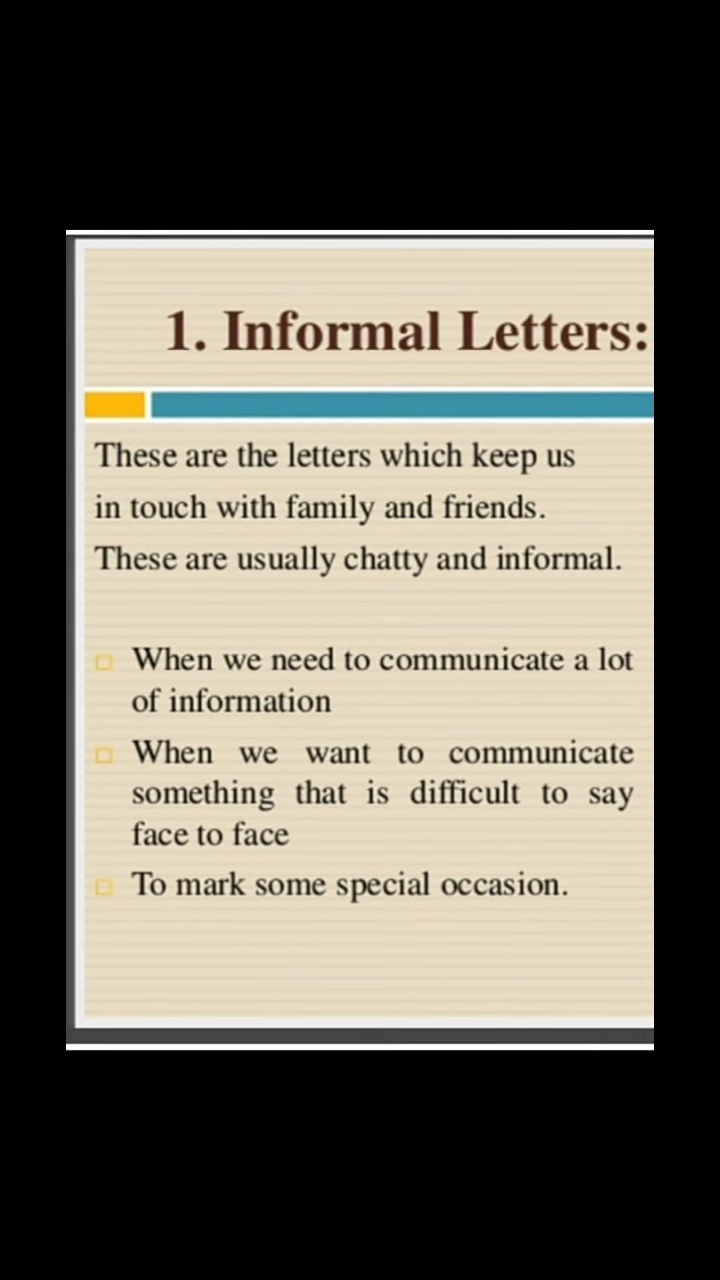 1. Informal Letters:
These are the letters which keep us
in touch with family and friends.
These are usually chatty and informal.
When we need to communicate a lot
of information
When we want to communicate
something that is difficult to say
face to face
To mark some special occasion.